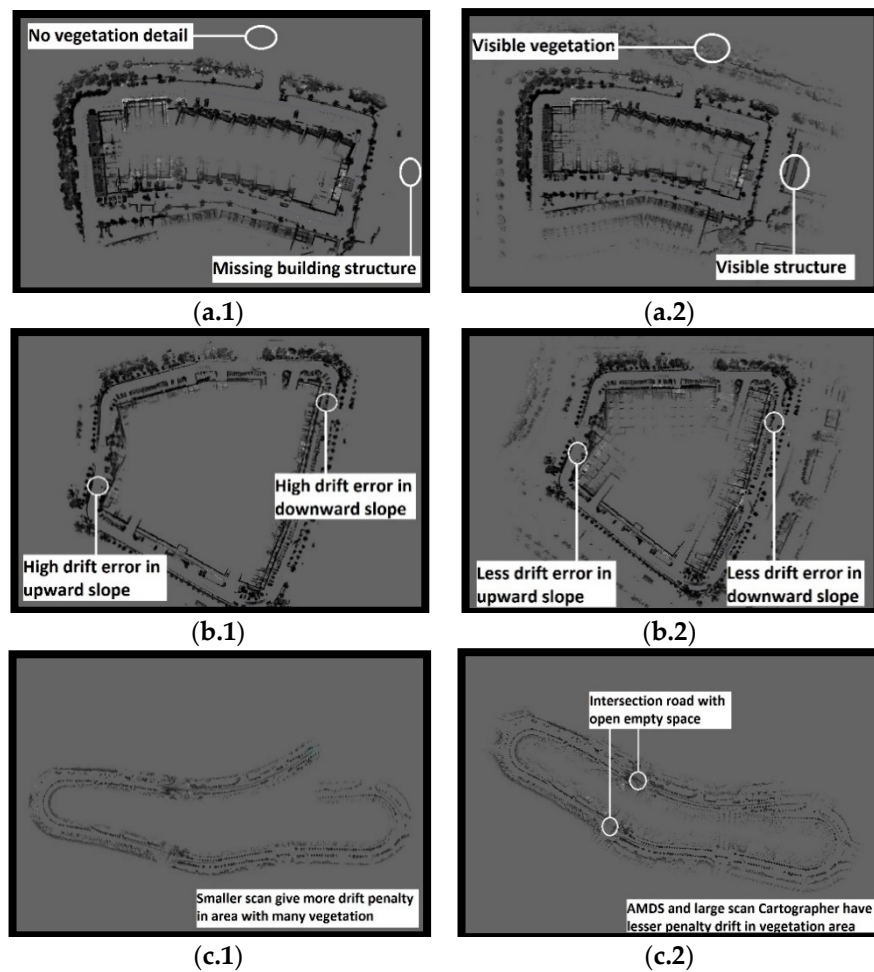 No vegetation detail
Missing building structure
(a.1)
Visible vegetation
Visible structure
(a.2)
High drift error in
downward slope
High drift error in
upward slope
(b.1)
Less drift error in
upward slope
Less drift error in
downward slope
(b.2)
Smaller scan give more drift penalty
in area with many vegetation
(c.1)
Intersection road with
open empty space
AMDS and large scan Cartographer have
lesser penalty drift in vegetation area
(c.2)